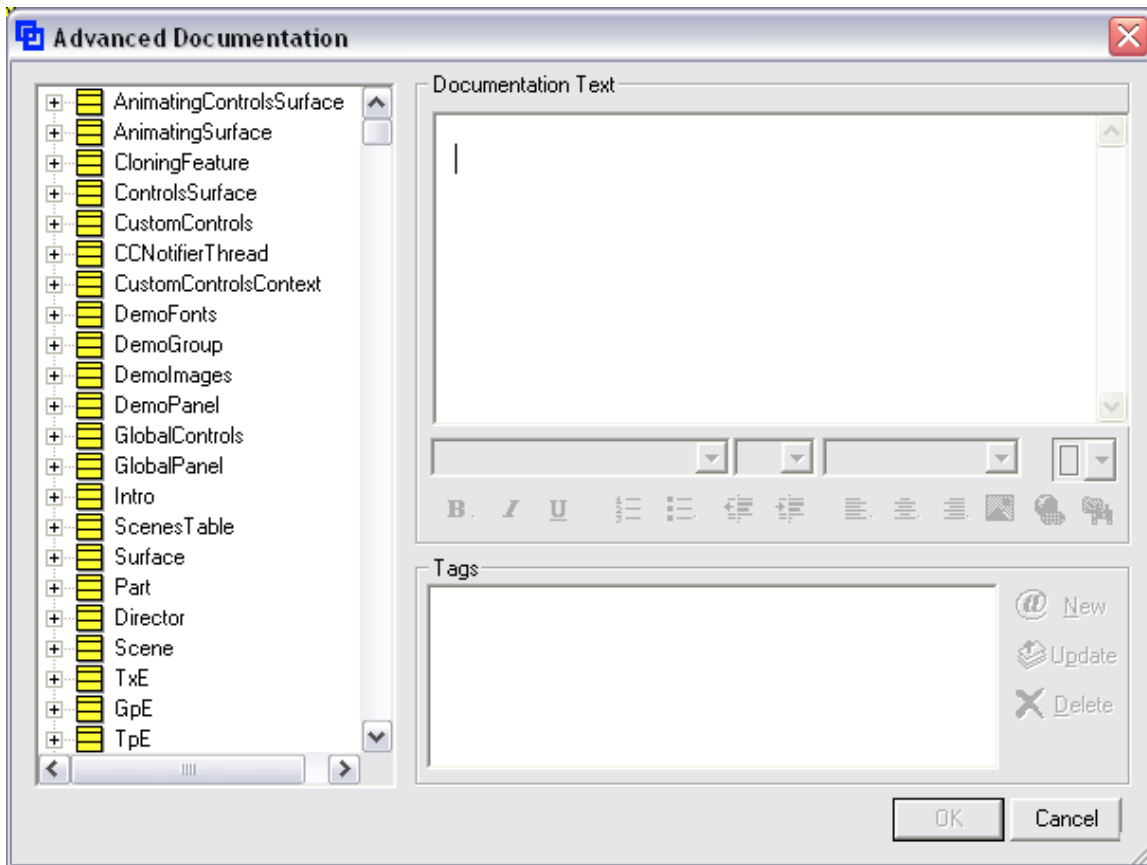 Advanced Documentation
AnimatingControlsSurface
AnimatingSurface
CloningFeature
ControlsSurface
CustomControls
CCNotifierThread
CustomControlsContext
DemoFonts
DemoGroup
DemoImages
DemoPanel
GlobalControls
GlobalPanel
Intro
ScenesTable
Surface
Part
Director
Scene
TxE
GpE
TpE
Documentation Text
B I U
Tags
@ New
Update
Delete
OK Cancel